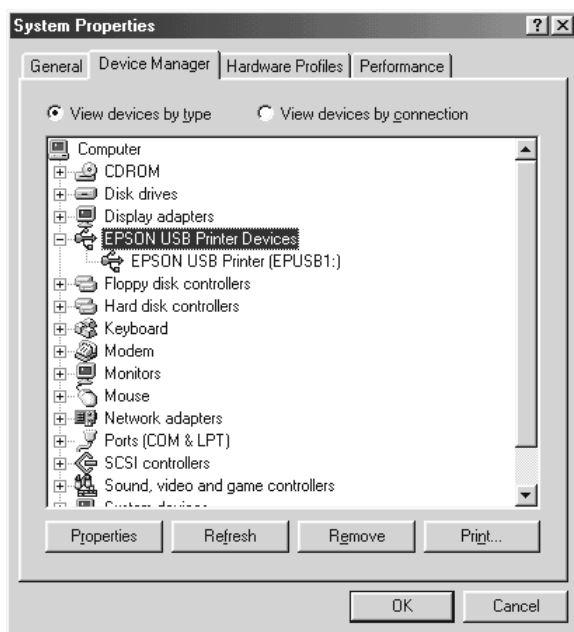 System Properties
General Device Manager Hardware Profiles Performance
View devices by type View devices by connection
Computer
CDROM
Disk drives
Display adapters
EPSON USB Printer Devices
EPSON USB Printer (EPUSB1:)
Floppy disk controllers
Hard disk controllers
Keyboard
Modem
Monitors
Mouse
Network adapters
Ports (COM & LPT)
SCSI controllers
Sound, video and game controllers
System devices
Properties Refresh Remove Print...
OK Cancel